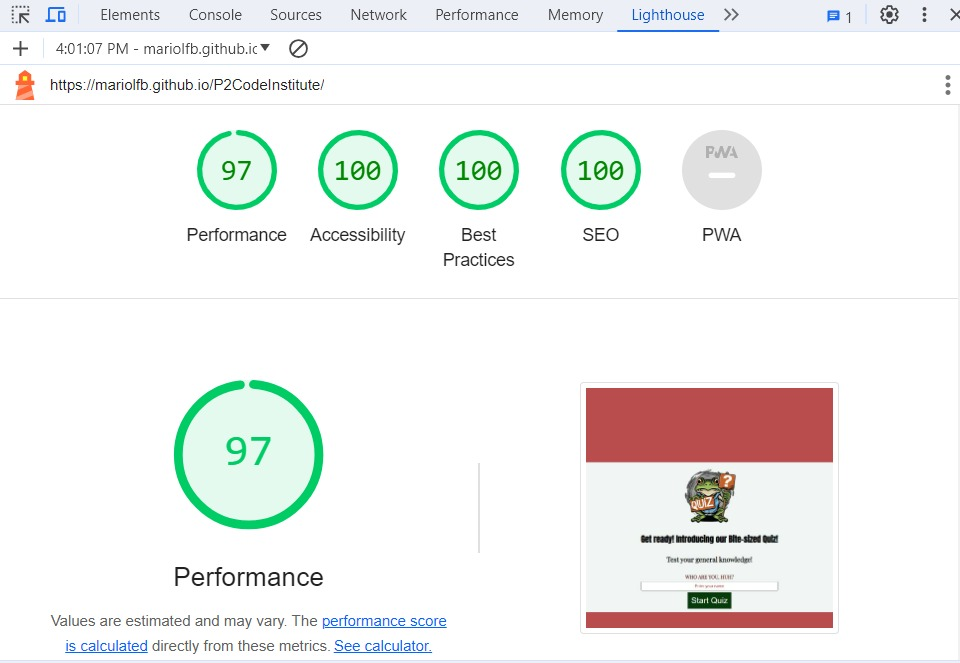 Elements Console Sources Network Performance Memory Lighthouse 1
4:01:07 PM - mariolfb.github.ic
https://mariolfb.github.io/P2CodeInstitute/
97 100 100 100 PWA
Performance Accessibility Best Practices SEO PWA
97
Performance
Values are estimated and may vary. The performance score
is calculated directly from these metrics. See calculator.
?
QUIZ
Get ready! Introducing our Bite-sized Quiz!
Test your general knowledge!
WHO ARE YOU, HUH?
Enter your name
Start Quiz